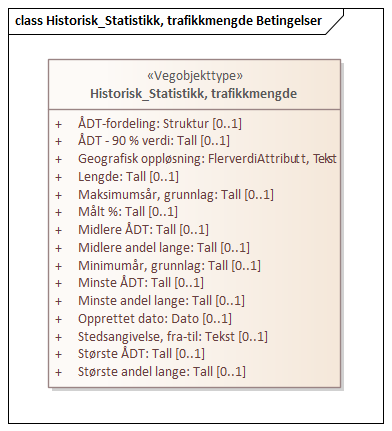 class Historisk_Statistikk, trafikkmengde Betingelser
«Vegobjekttype»
Historisk_Statistikk, trafikkmengde
+ ÅDT-fordeling: Struktur [0..1]
+ ÅDT - 90 % verdi: Tall [0..1]
+ Geografisk oppløsning: FlerverdiAttributt, Tekst
+ Lengde: Tall [0..1]
+ Maksimumsår, grunnlag: Tall [0..1]
+ Målt %: Tall [0..1]
+ Midlere ÅDT: Tall [0..1]
+ Midlere andel lange: Tall [0..1]
+ Minimumår, grunnlag: Tall [0..1]
+ Minste ÅDT: Tall [0..1]
+ Minste andel lange: Tall [0..1]
+ Opprettet dato: Dato [0..1]
+ Stedsangivelse, fra-til: Tekst [0..1]
+ Største ÅDT: Tall [0..1]
+ Største andel lange: Tall [0..1]